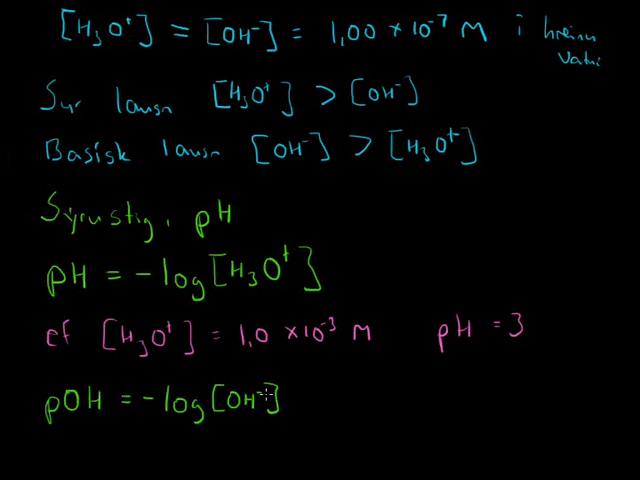 [H₃O⁺] = [OH⁻] = 1,00 × 10⁻⁷ M í hreinu
vatni
Súr lausn [H₃O⁺] > [OH⁻]
Basísk lausn [OH⁻] > [H₃O⁺]
Sýrustig, pH
pH = -log[H₃O⁺]
ef [H₃O⁺] = 1,0 × 10⁻³ M pH = 3
pOH = -log[OH⁻]